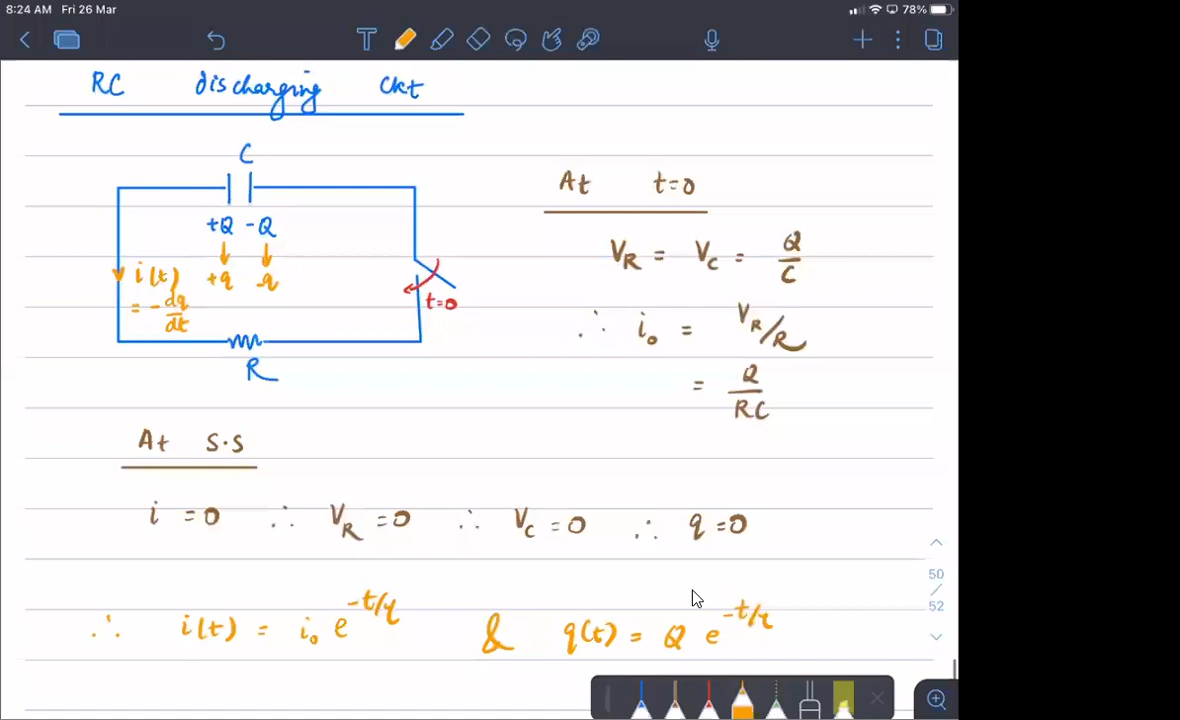 8:24 AM Fri 26 Mar 78%
RC discharging ckt
C
+Q -Q
+q -q
i(t)
= -dq/dt
t=0
R
At t=0
V_R = V_C = Q/C
∴ i₀ = V_R/R
= Q/RC
At S.S
i = 0 ∴ V_R = 0 ∴ V_C = 0 ∴ q = 0
∴ i(t) = i₀ e^{-t/τ} & q(t) = Q e^{-t/τ}
50
/
52